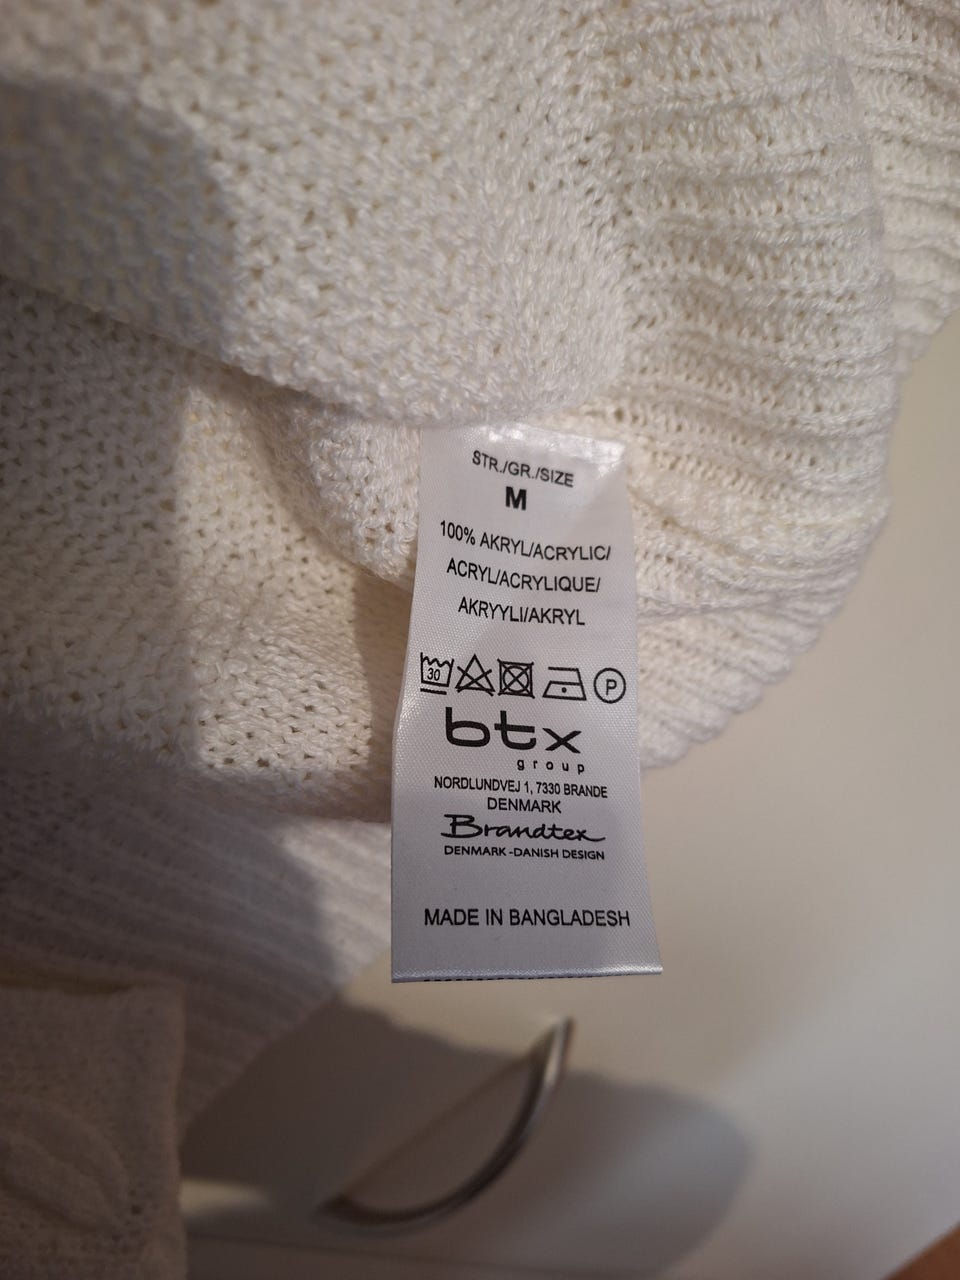 STR./GR./SIZE
M
100% AKRYL/ACRYLIC/
ACRYL/ACRYLIQUE/
AKRYYLI/AKRYL
30
P
btx
group
NORDLUNDVEJ 1, 7330 BRANDE
DENMARK
Brandtex
DENMARK-DANISH DESIGN
MADE IN BANGLADESH